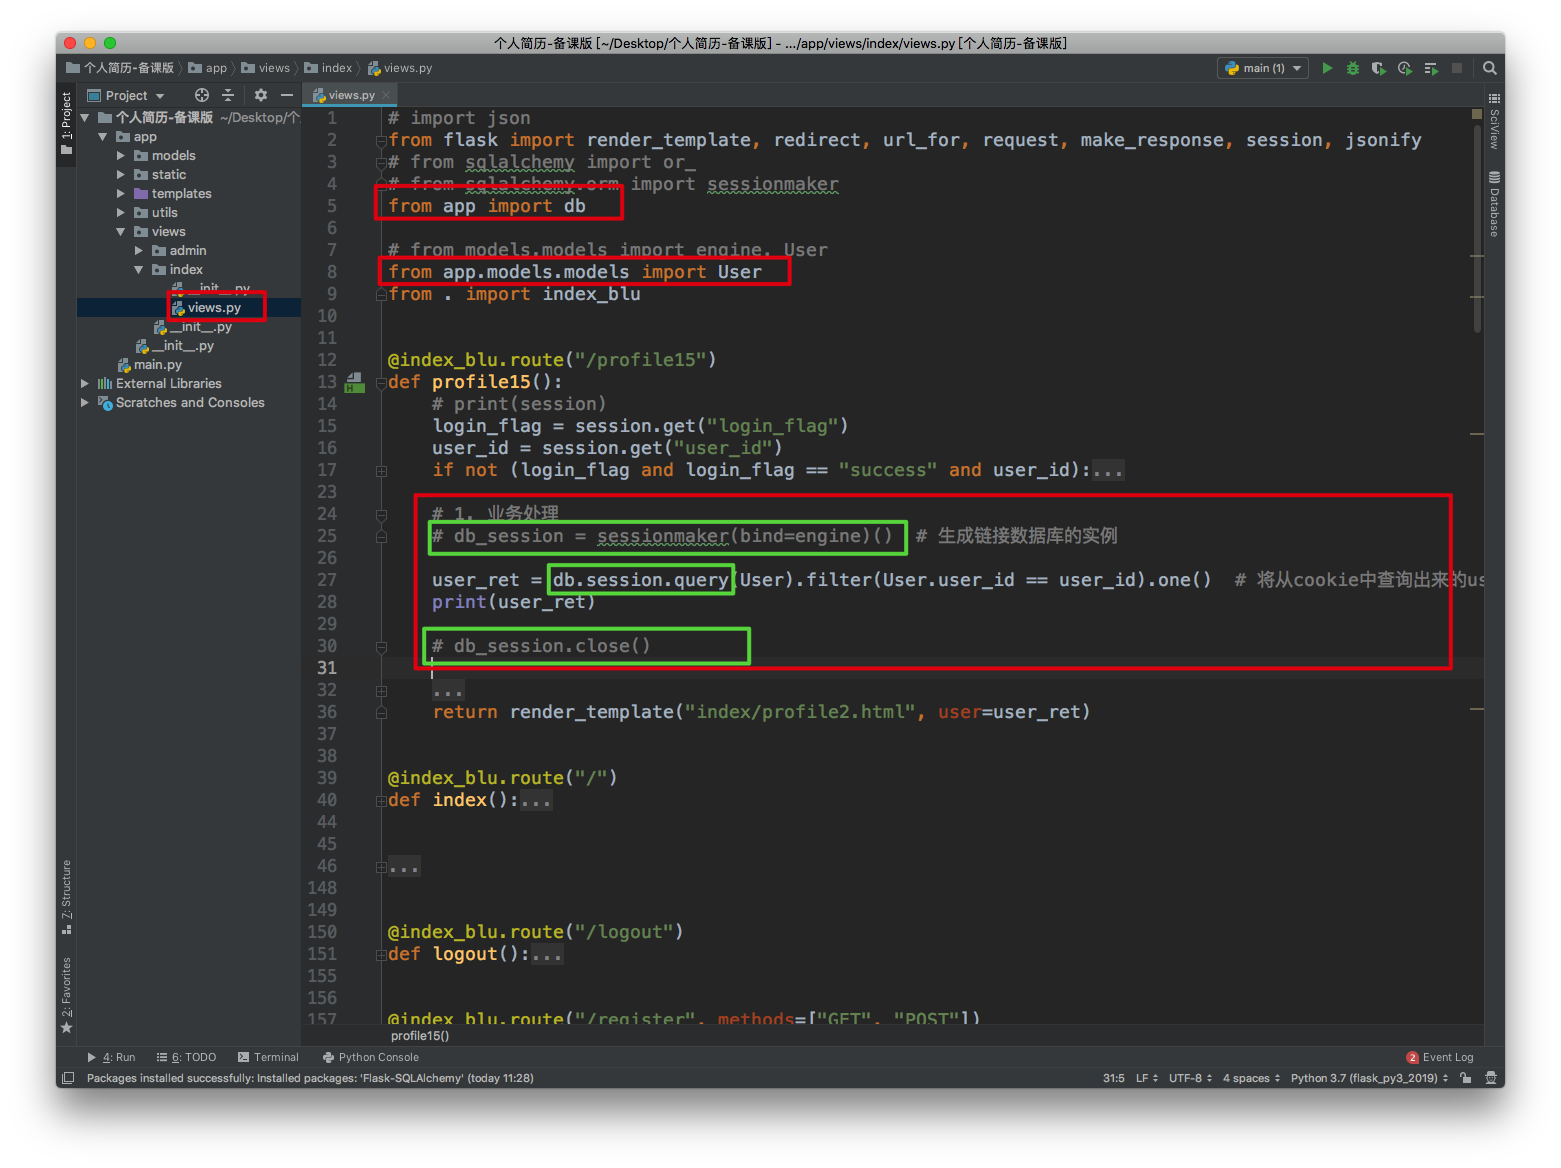 个人简历-备课版 [~/Desktop/个人简历-备课版] - .../app/views/index/views.py [个人简历-备课版]
个人简历-备课版 app views index views.py
main (1)
Project
views.py
1: Project
个人简历-备课版 ~/Desktop/个
app
models
static
templates
utils
views
admin
index
__init__.py
views.py
__init__.py
__init__.py
main.py
External Libraries
Scratches and Consoles
7: Structure
2: Favorites
1 # import json
2 from flask import render_template, redirect, url_for, request, make_response, session, jsonify
3 # from sqlalchemy import or_
4 # from sqlalchemy.orm import sessionmaker
5 from app import db
6
7 # from models.models import engine, User
8 from app.models.models import User
9 from . import index_blu
10
11
12 @index_blu.route("/profile15")
13 def profile15():
14 # print(session)
15 login_flag = session.get("login_flag")
16 user_id = session.get("user_id")
17 if not (login_flag and login_flag == "success" and user_id):...
23
24 # 1. 业务处理
25 # db_session = sessionmaker(bind=engine)() # 生成链接数据库的实例
26
27 user_ret = db.session.query(User).filter(User.user_id == user_id).one() # 将从cookie中查询出来的us
28 print(user_ret)
29
30 # db_session.close()
31
32 ...
36 return render_template("index/profile2.html", user=user_ret)
37
38
39 @index_blu.route("/")
40 def index():...
44
45
46 ...
148
149
150 @index_blu.route("/logout")
151 def logout():...
155
156
157 @index_blu.route("/register", methods=["GET", "POST"])
profile15()
SciView
Database
4: Run 6: TODO Terminal Python Console 2 Event Log
Packages installed successfully: Installed packages: 'Flask-SQLAlchemy' (today 11:28) 31:5 LF UTF-8 4 spaces Python 3.7 (flask_py3_2019)